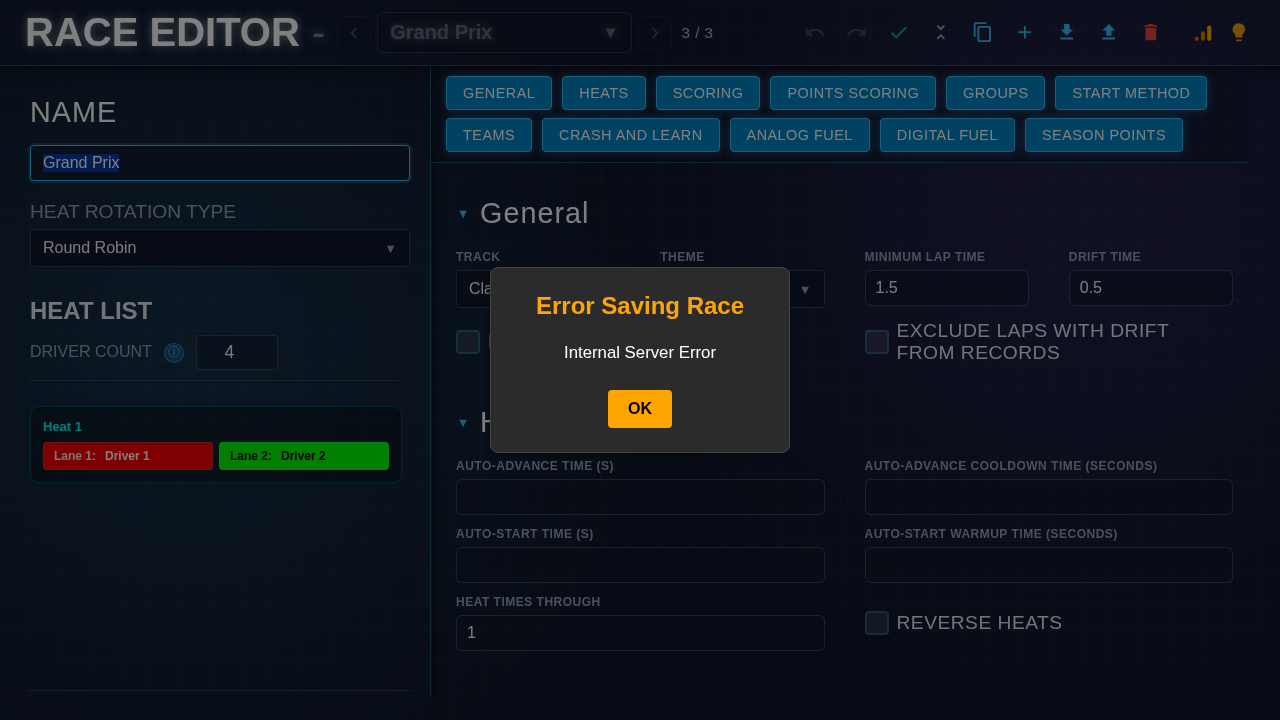 RACE EDITOR -
Grand Prix
3 / 3
NAME
Grand Prix
HEAT ROTATION TYPE
Round Robin
HEAT LIST
DRIVER COUNT
4
Heat 1
Lane 1: Driver 1
Lane 2: Driver 2
GENERAL HEATS SCORING POINTS SCORING GROUPS START METHOD
TEAMS CRASH AND LEARN ANALOG FUEL DIGITAL FUEL SEASON POINTS
General
TRACK THEME MINIMUM LAP TIME DRIFT TIME
1.5 0.5
EXCLUDE LAPS WITH DRIFT
FROM RECORDS
Error Saving Race
Internal Server Error
OK
AUTO-ADVANCE TIME (S) AUTO-ADVANCE COOLDOWN TIME (SECONDS)
AUTO-START TIME (S) AUTO-START WARMUP TIME (SECONDS)
HEAT TIMES THROUGH
1
REVERSE HEATS